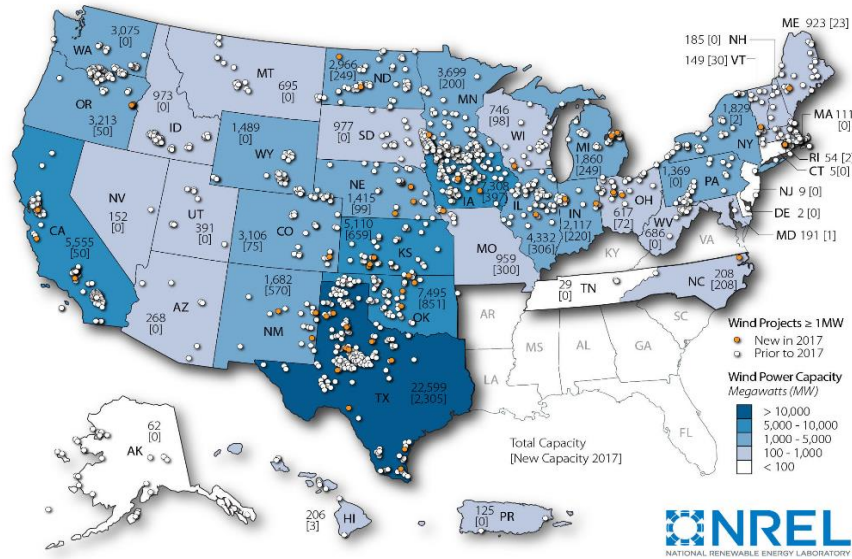 ME 923 [23]
185 [0] NH
149 [30] VT
WA
3,075
[0]
MT
695
[0]
2,966
[249]
ND
3,699
[200]
MN
OR
3,213
[50]
973
[0]
ID
1,489
[0]
WY
977
[0]
SD
746
[98]
WI
MI
1,860
[249]
1,829
[2]
NY
MA 111
[0]
RI 54 [2]
CT 5[0]
NJ 9 [0]
DE 2 [0]
MD 191 [1]
1,369
[0]
PA
NV
152
[0]
UT
391
[0]
NE
1,415
[99]
IA
[397]
IL
4,332
[306]
IN
2,117
[220]
OH
617
[72]
WV
686
[0]
VA
KY
CA
5,555
[50]
3,106
[75]
CO
5,110
[659]
KS
MO
959
[300]
AZ
268
[0]
1,682
[570]
NM
7,495
[851]
OK
29
[0]
TN
NC
208
[208]
AR
MS
AL
GA
SC
LA
FL
TX
22,599
[2,305]
AK
62
[0]
206
[3]
HI
125
[0]
PR
Total Capacity
[New Capacity 2017]
Wind Projects ≥ 1MW
New in 2017
Prior to 2017
Wind Power Capacity
Megawatts (MW)
> 10,000
5,000 - 10,000
1,000 - 5,000
100 - 1,000
< 100
NREL
NATIONAL RENEWABLE ENERGY LABORATORY